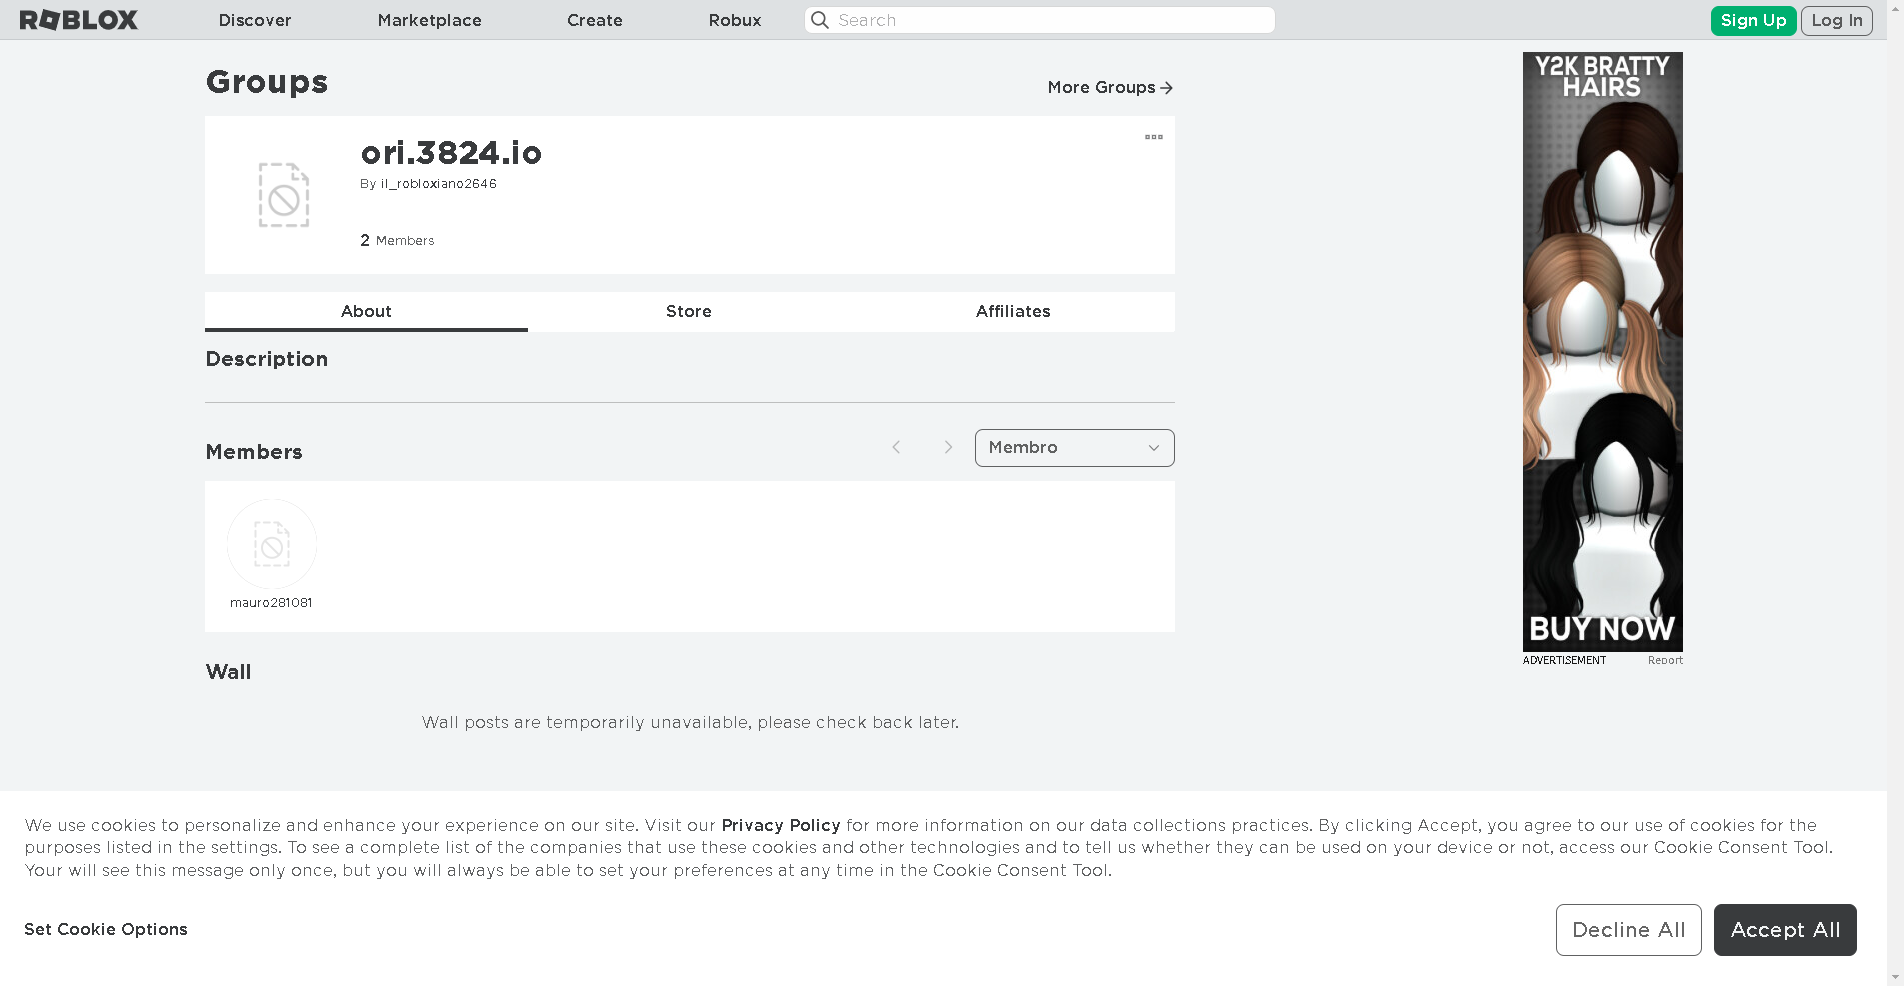 ROBLOX
Discover
Marketplace
Create
Robux
Search
Sign Up
Log In
Groups
More Groups
ori.3824.io
By il_robloxiano2646
2 Members
About
Store
Affiliates
Description
Members
Membro
mauro281081
Wall
Wall posts are temporarily unavailable, please check back later.
Y2K BRATTY
HAIRS
BUY NOW
ADVERTISEMENT
Report
We use cookies to personalize and enhance your experience on our site. Visit our Privacy Policy for more information on our data collections practices. By clicking Accept, you agree to our use of cookies for the
purposes listed in the settings. To see a complete list of the companies that use these cookies and other technologies and to tell us whether they can be used on your device or not, access our Cookie Consent Tool.
Your will see this message only once, but you will always be able to set your preferences at any time in the Cookie Consent Tool.
Set Cookie Options
Decline All
Accept All